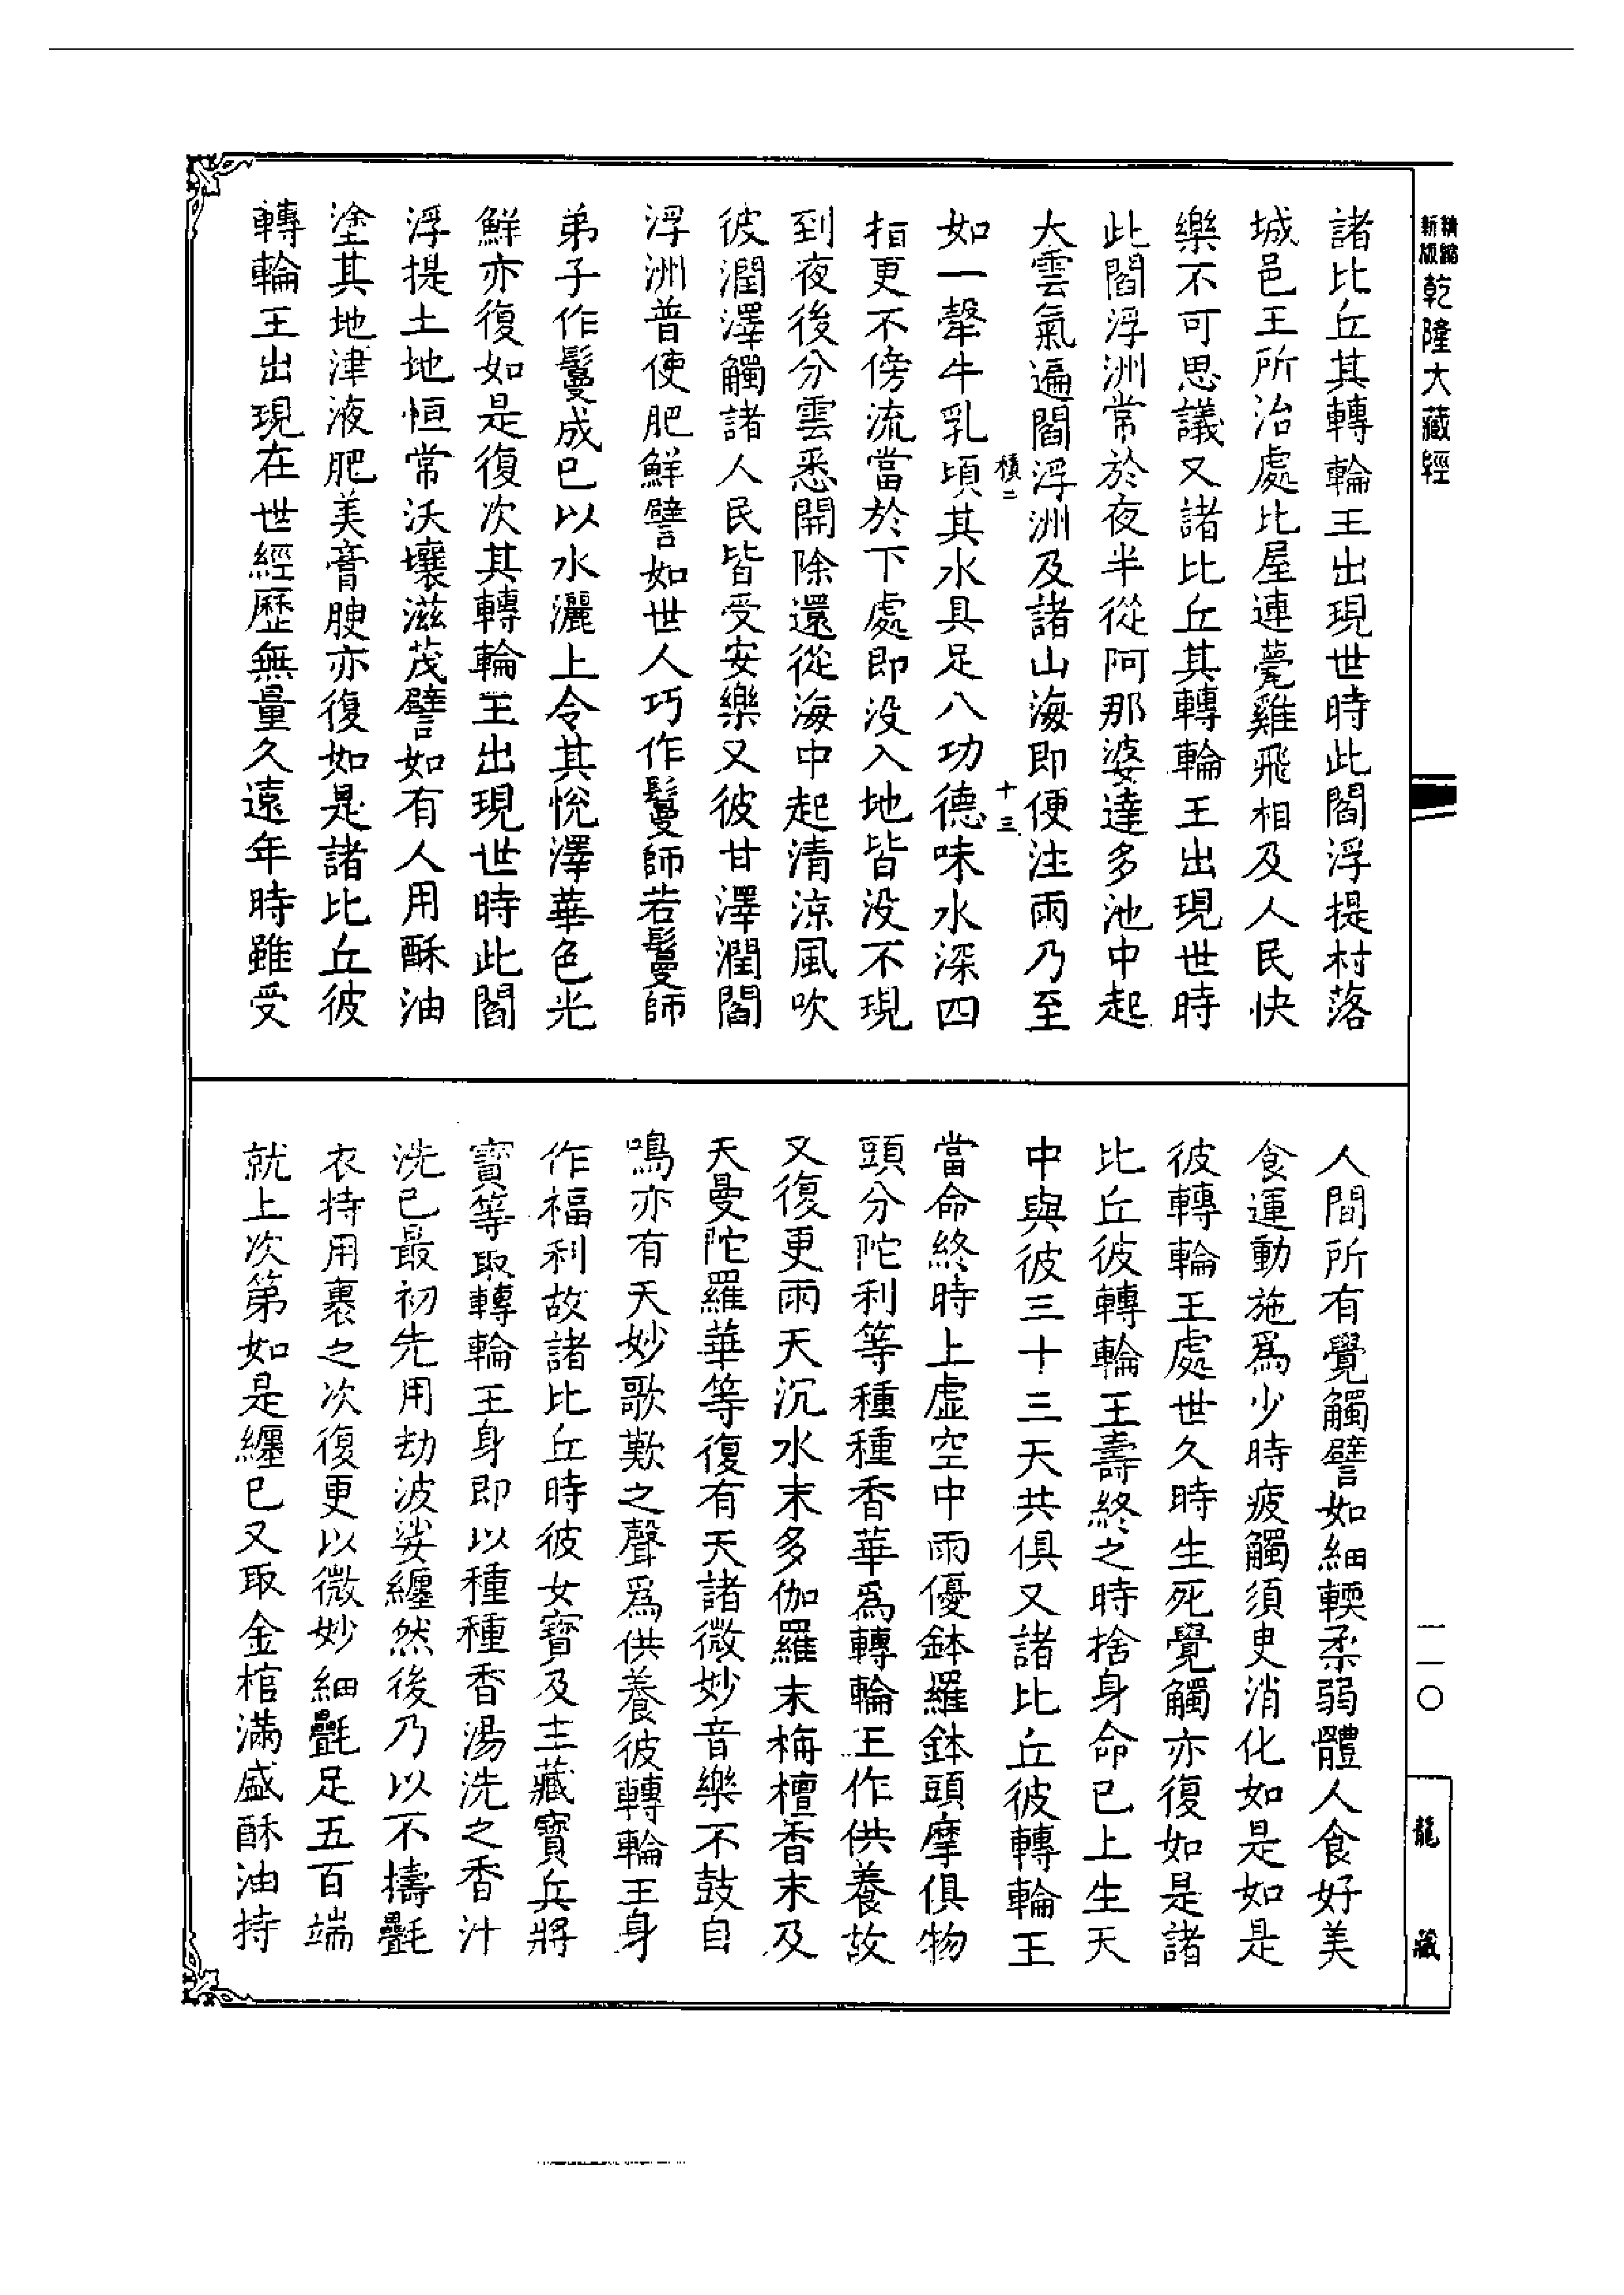 精縮新版乾隆大藏經
諸比丘其轉輪王出現世時此閻浮提村落
城邑王所治處比屋連甍雞飛相及人民快
樂不可思議又諸比丘其轉輪王出現世時
此閻浮洲常於夜半從阿那婆達多池中起
大雲氣遍閻浮洲及諸山海即便注雨乃至
橫二
十三
如一犛牛乳頃其水具足八功德味水深四
指更不傍流當於下處即没入地皆没不現
到夜後分雲悉開除還從海中起清涼風吹
彼潤澤觸諸人民皆受安樂又彼甘澤潤閻
浮洲普使肥鮮譬如世人巧作鬘師若鬘師
弟子作鬘成已以水灑上令其悅澤華色光
鮮亦復如是復次其轉輪王出現世時此閻
浮提土地恒常沃壤滋茂譬如有人用酥油
塗其地津液肥美膏腴亦復如是諸比丘彼
轉輪王出現在世經歷無量久遠年時雖受
人間所有覺觸譬如細輭柔弱體人食好美
食運動施為少時疲觸須史消化如是如是
彼轉輪王處世久時生死覺觸亦復如是諸
比丘彼轉輪王壽終之時捨身命已上生天
中與彼三十三天共俱又諸比丘彼轉輪王
當命終時上虛空中雨優鉢羅鉢頭摩俱物
頭分陀利等種種香華爲轉輪王作供養故
又復更雨天沉水末多伽羅末栴檀香末及
天曼陀羅華等復有天諸微妙音樂不鼓自
鳴亦有天妙歌歎之聲爲供養彼轉輪王身
作福利故諸比丘時彼女寶及主藏寶兵將
寶等取轉輪王身即以種種香湯洗之香汁
洗已最初先用劫波娑纏然後乃以不擣氎
衣持用裹之次復更以微妙細氎足五百端
就上次第如是纏已又取金棺滿盛酥油持
一一〇
龍藏